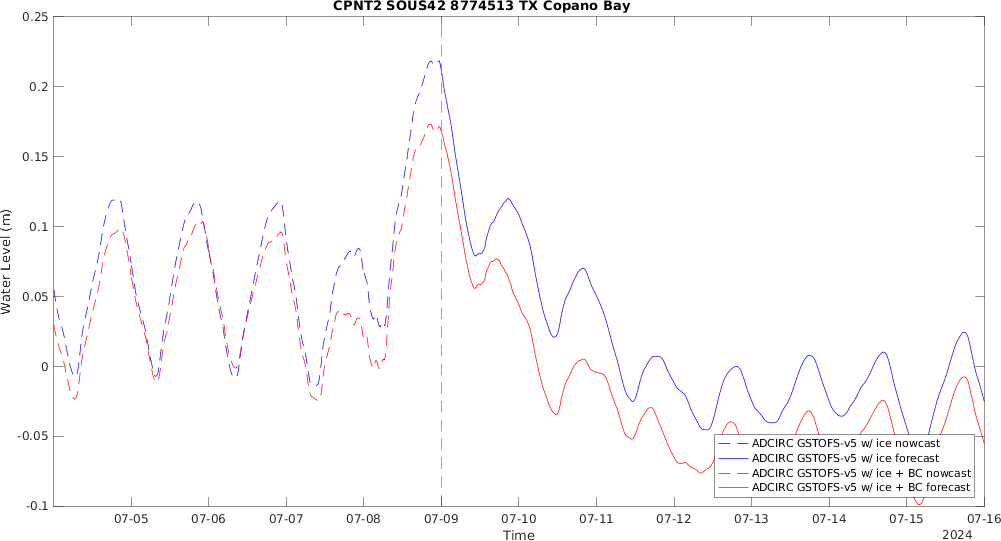 CPNT2 SOUS42 8774513 TX Copano Bay
0.25
0.2
0.15
0.1
0.05
0
-0.05
-0.1
Water Level (m)
07-05 07-06 07-07 07-08 07-09 07-10 07-11 07-12 07-13 07-14 07-15 07-16
Time
2024
ADCIRC GSTOFS-v5 w/ ice nowcast
ADCIRC GSTOFS-v5 w/ ice forecast
ADCIRC GSTOFS-v5 w/ ice + BC nowcast
ADCIRC GSTOFS-v5 w/ ice + BC forecast